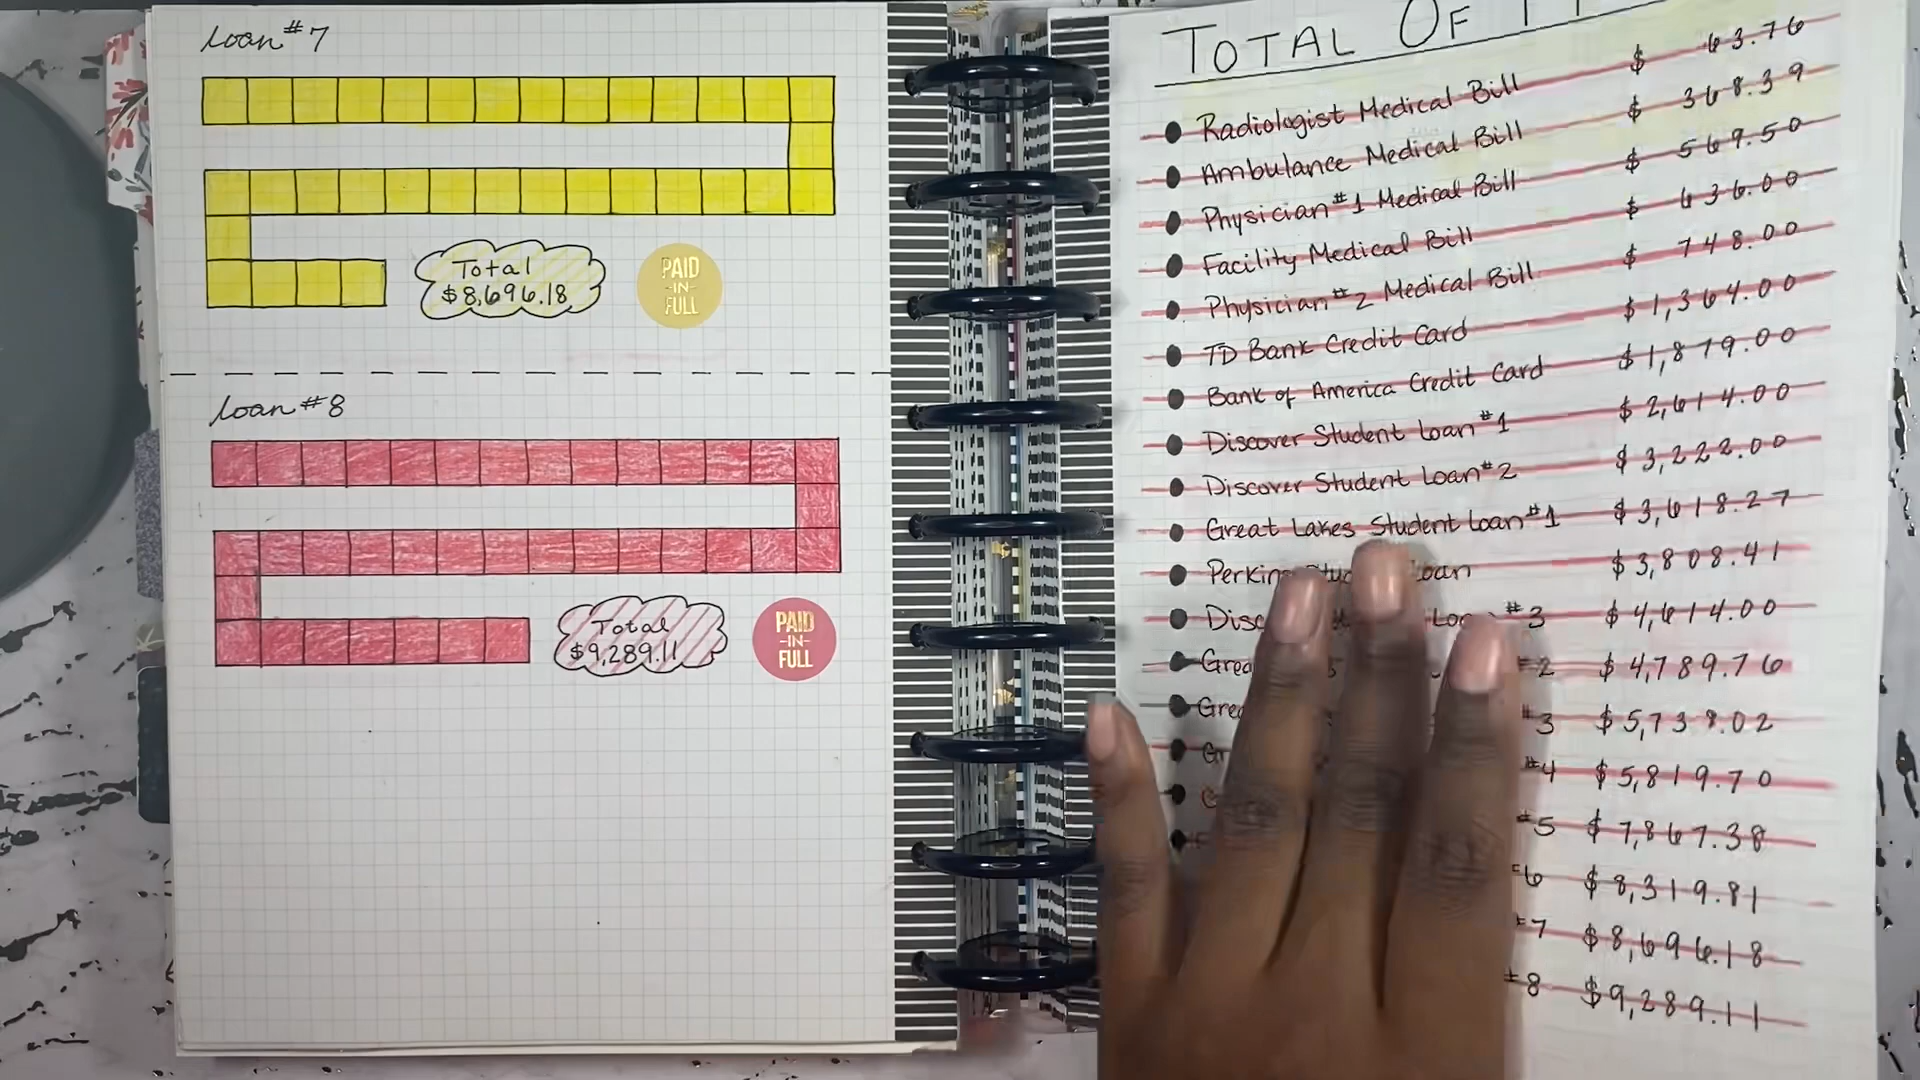 Loan #7
Total
$8,696.18
PAID
-IN-
FULL
Loan #8
Total
$9,289.11
PAID
-IN-
FULL
TOTAL OF
Radiologist Medical Bill $ 63.76
Ambulance Medical Bill $ 368.39
Physician #1 Medical Bill $ 569.50
Facility Medical Bill $ 636.00
Physician #2 Medical Bill $ 748.00
TD Bank Credit Card $1,364.00
Bank of America Credit Card $1,879.00
Discover Student Loan #1 $2,614.00
Discover Student Loan #2 $3,222.00
Great Lakes Student Loan #1 $3,618.27
Perkins Loan $3,808.41
#3 $4,614.00
#2 $4,789.76
#3 $5,738.02
#4 $5,819.70
#5 $7,867.38
#6 $8,319.81
#7 $8,696.18
#8 $9,289.11